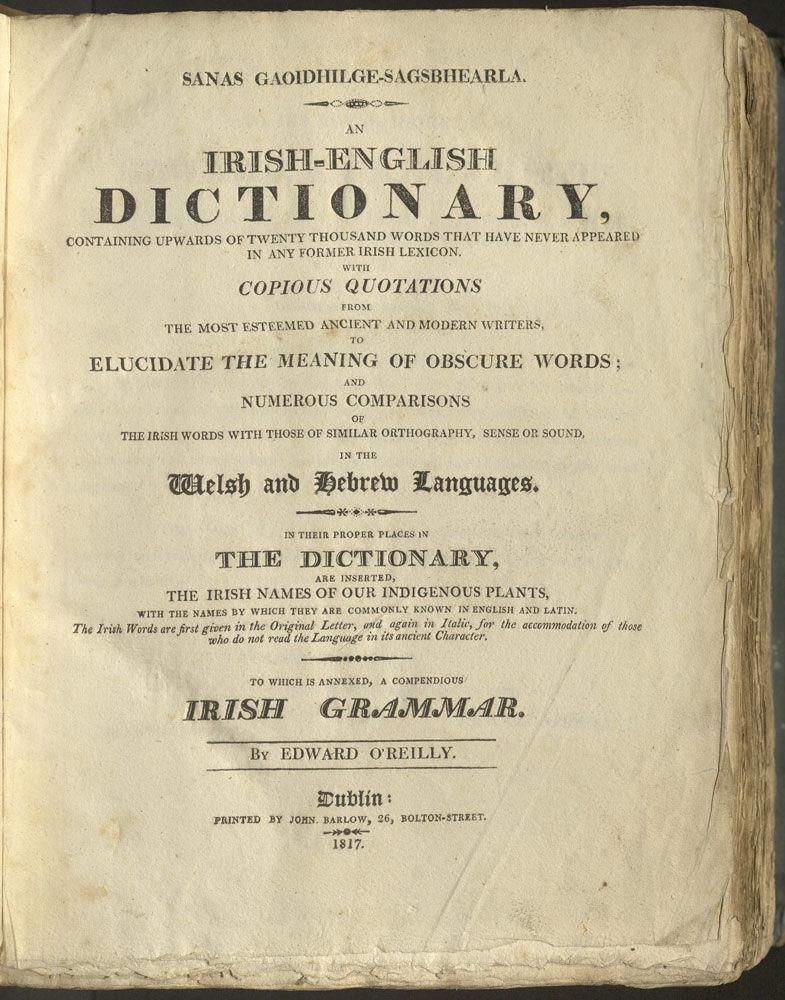 SANAS GAOIDHILGE-SAGSBHEARLA.
AN
IRISH-ENGLISH
DICTIONARY,
CONTAINING UPWARDS OF TWENTY THOUSAND WORDS THAT HAVE NEVER APPEARED
IN ANY FORMER IRISH LEXICON.
WITH
COPIOUS QUOTATIONS
FROM
THE MOST ESTEEMED ANCIENT AND MODERN WRITERS,
TO
ELUCIDATE THE MEANING OF OBSCURE WORDS;
AND
NUMEROUS COMPARISONS
OF
THE IRISH WORDS WITH THOSE OF SIMILAR ORTHOGRAPHY, SENSE OR SOUND,
IN THE
Welsh and Hebrew Languages.
IN THEIR PROPER PLACES IN
THE DICTIONARY,
ARE INSERTED,
THE IRISH NAMES OF OUR INDIGENOUS PLANTS,
WITH THE NAMES BY WHICH THEY ARE COMMONLY KNOWN IN ENGLISH AND LATIN.
The Irish Words are first given in the Original Letter, and again in Italic, for the accommodation of those
who do not read the Language in its ancient Character.
TO WHICH IS ANNEXED, A COMPENDIOUS
IRISH GRAMMAR.
BY EDWARD O'REILLY.
Dublin:
PRINTED BY JOHN BARLOW, 26, BOLTON-STREET.
1817.